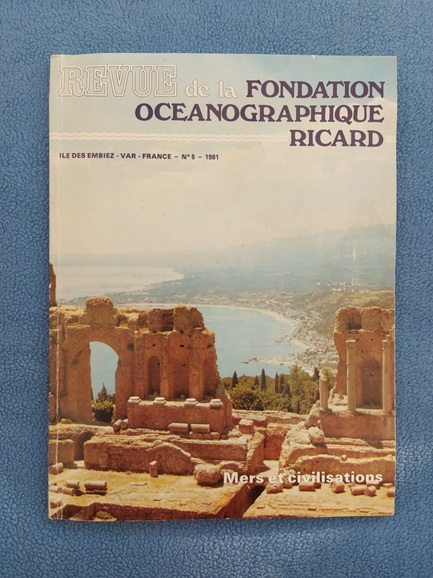 REVUE de la FONDATION
OCEANOGRAPHIQUE
RICARD
ILE DES EMBIEZ - VAR - FRANCE - N° 5 - 1981
Mers et civilisations